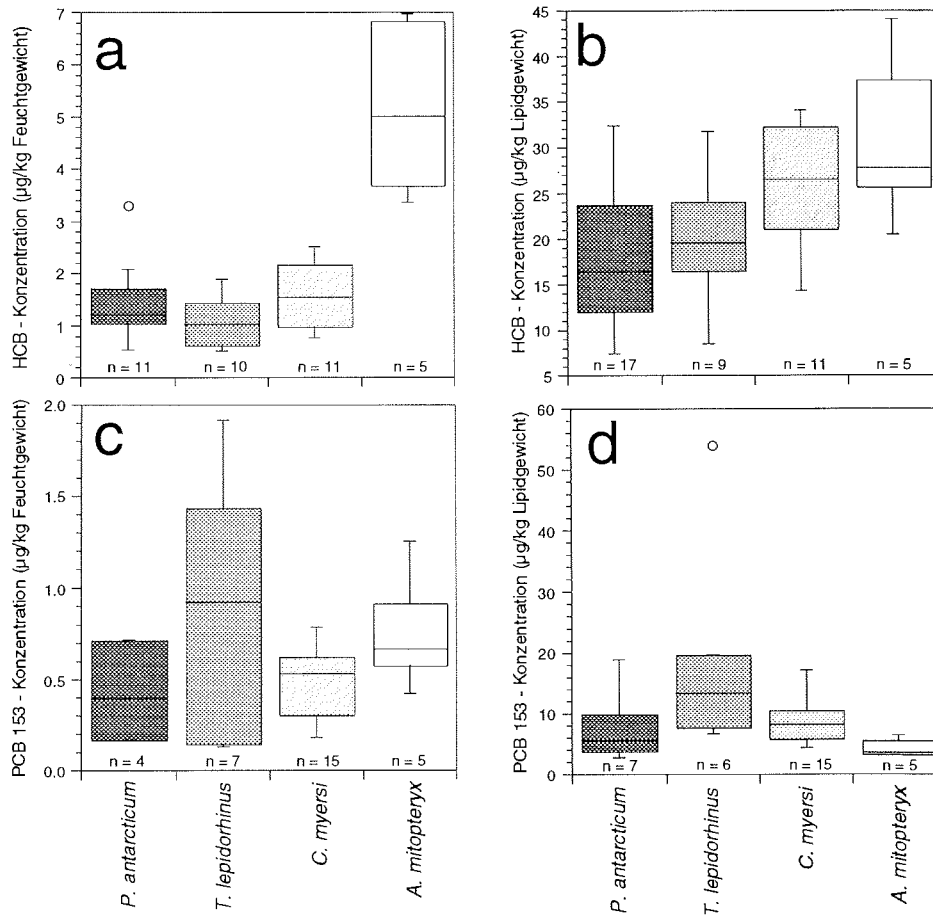 a
HCB - Konzentration (µg/kg Feuchtgewicht)
7
6
5
4
3
2
1
0
n = 11
n = 10
n = 11
n = 5
b
HCB - Konzentration (µg/kg Lipidgewicht)
45
40
35
30
25
20
15
10
5
n = 17
n = 9
n = 11
n = 5
c
PCB 153 - Konzentration (µg/kg Feuchtgewicht)
2.0
1.5
1.0
0.5
0.0
n = 4
n = 7
n = 15
n = 5
P. antarcticum
T. lepidorhinus
C. myersi
A. mitopteryx
d
PCB 153 - Konzentration (µg/kg Lipidgewicht)
60
50
40
30
20
10
0
n = 7
n = 6
n = 15
n = 5
P. antarcticum
T. lepidorhinus
C. myersi
A. mitopteryx